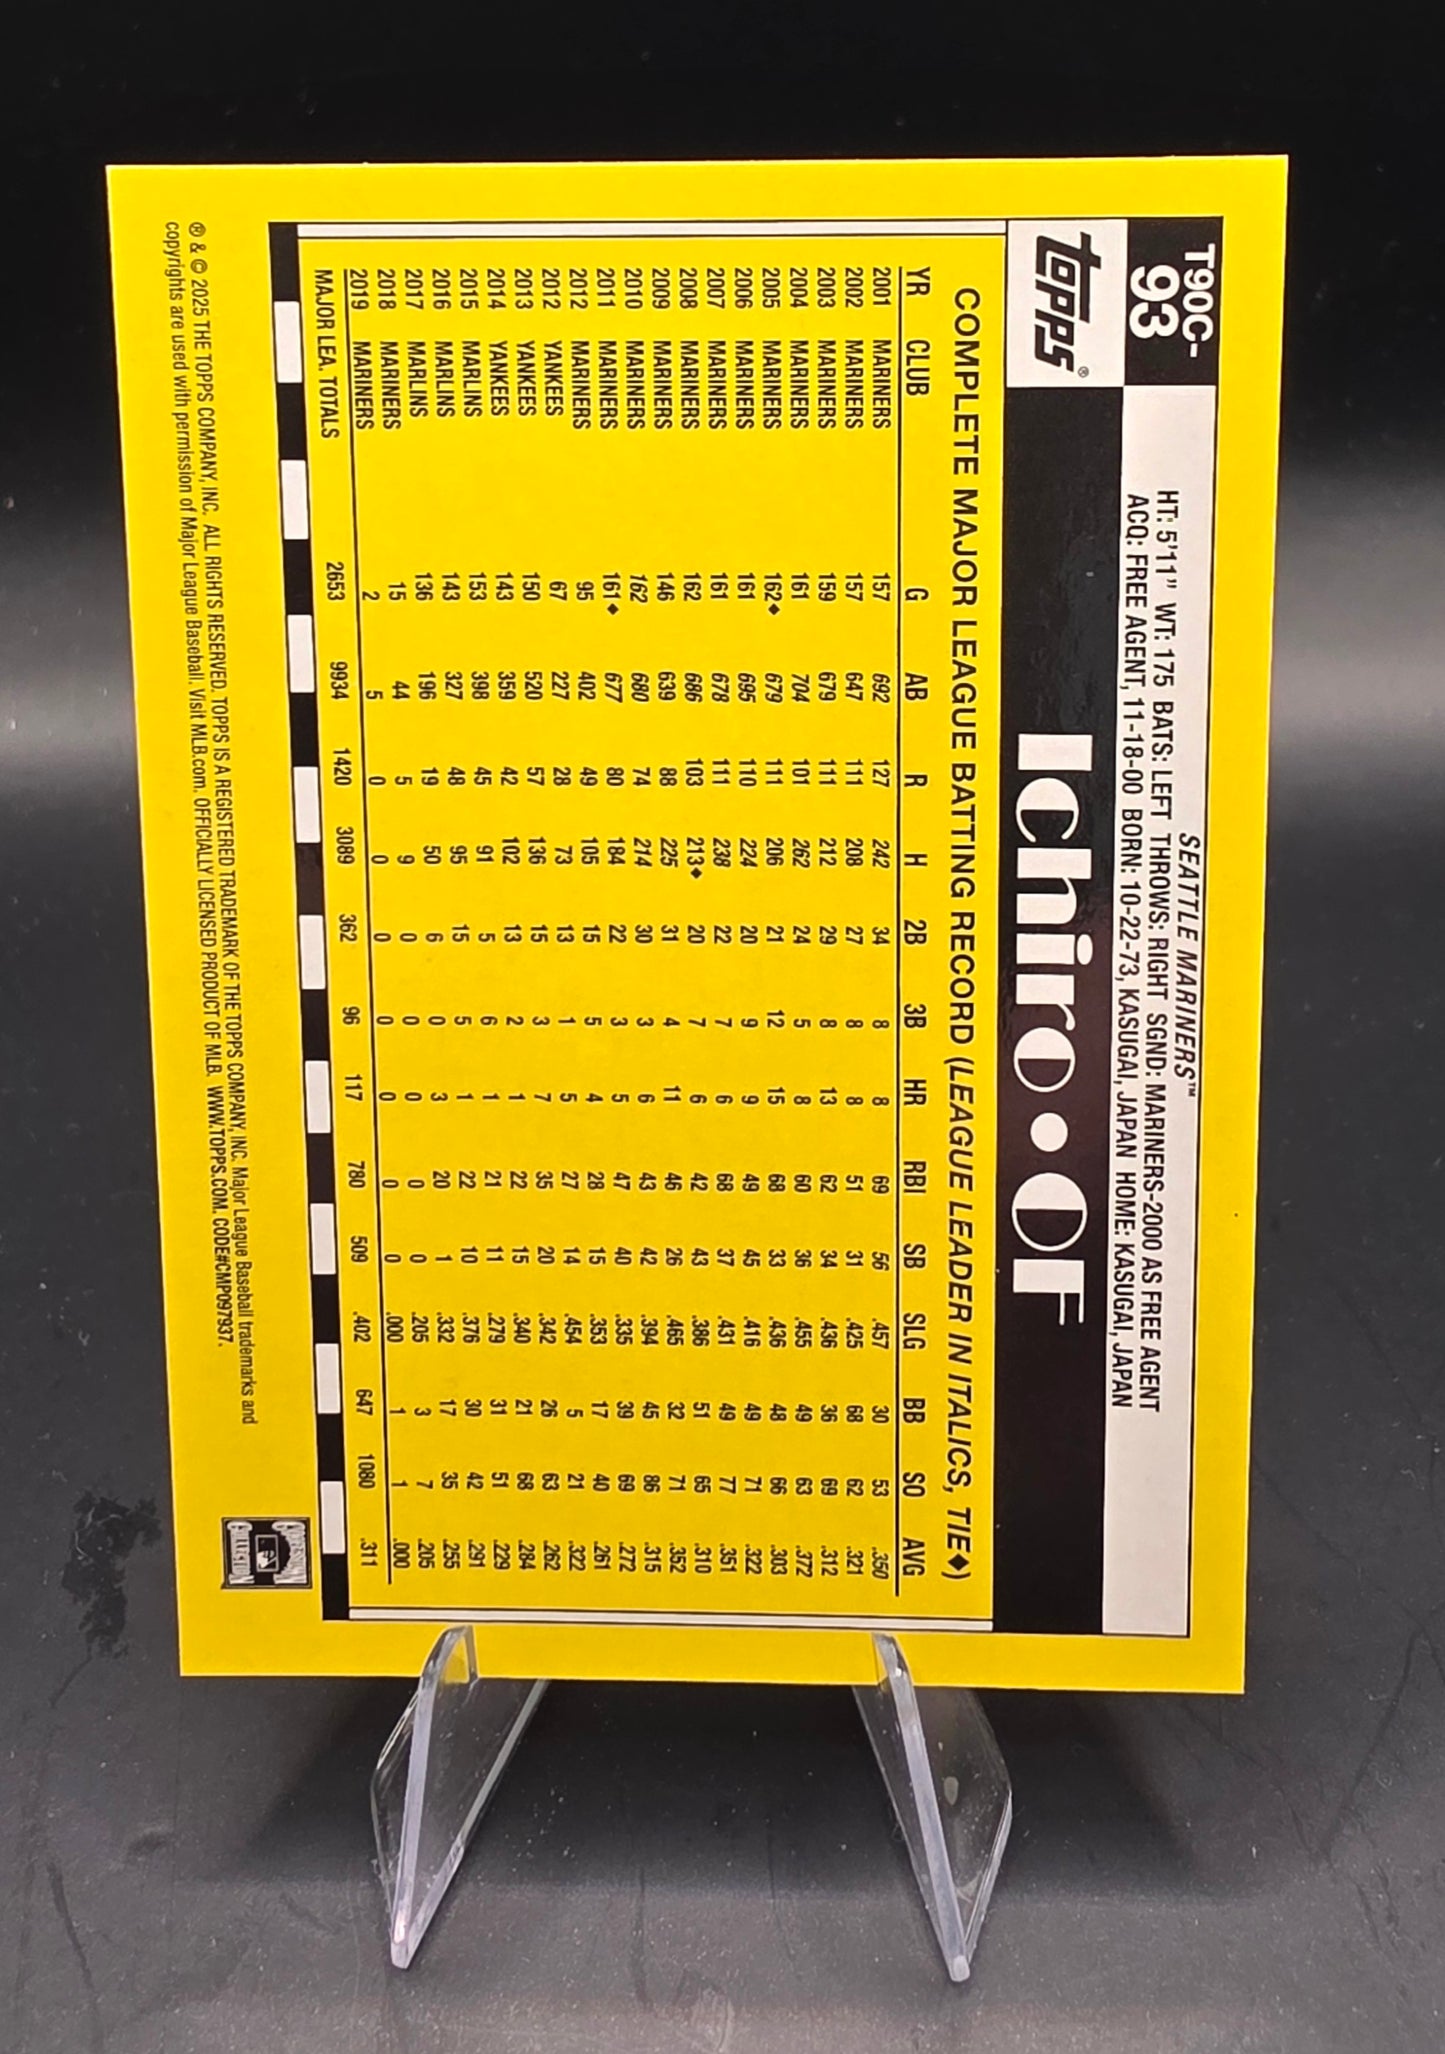 T90C-
93
SEATTLE MARINERS™
HT: 5'11" WT: 175 BATS: LEFT THROWS: RIGHT SGND: MARINERS-2000 AS FREE AGENT
ACQ: FREE AGENT, 11-18-00 BORN: 10-22-73, KASUGAI, JAPAN HOME: KASUGAI, JAPAN
topps®
Ichiro • OF
COMPLETE MAJOR LEAGUE BATTING RECORD (LEAGUE LEADER IN ITALICS, TIE◆)
YR CLUB G AB R H 2B 3B HR RBI SB SLG BB SO AVG
2001 MARINERS 157 692 127 242 34 8 8 69 56 .457 30 53 .350
2002 MARINERS 157 647 111 208 27 8 8 51 31 .425 68 62 .321
2003 MARINERS 159 679 111 212 29 8 13 62 34 .436 36 69 .312
2004 MARINERS 161 704 101 262 24 5 8 60 36 .455 49 63 .372
2005 MARINERS 162◆ 679 111 206 21 12 15 68 33 .436 48 66 .303
2006 MARINERS 161 695 110 224 20 9 9 49 45 .416 49 71 .322
2007 MARINERS 161 678 111 238 22 7 6 68 37 .431 49 77 .351
2008 MARINERS 162 686 103 213◆ 20 7 6 42 43 .386 51 65 .310
2009 MARINERS 146 639 88 225 31 4 11 46 26 .465 32 71 .352
2010 MARINERS 162 680 74 214 30 3 6 43 42 .394 45 86 .315
2011 MARINERS 161◆ 677 80 184 22 3 5 47 40 .335 39 69 .272
2012 MARINERS 95 402 49 105 15 5 4 28 15 .353 17 40 .261
2012 YANKEES 67 227 28 73 13 1 5 27 14 .454 5 21 .322
2013 YANKEES 150 520 57 136 15 3 7 35 20 .342 26 63 .262
2014 YANKEES 143 359 42 102 13 2 1 22 15 .340 21 68 .284
2015 MARLINS 153 398 45 91 5 6 1 21 11 .279 31 51 .229
2016 MARLINS 143 327 48 95 15 5 1 22 10 .376 30 42 .291
2017 MARLINS 136 196 19 50 6 0 3 20 1 .332 17 35 .255
2018 MARINERS 15 44 5 9 0 0 0 0 0 .205 3 7 .205
2019 MARINERS 2 5 0 0 0 0 0 0 0 .000 1 1 .000
MAJOR LEA. TOTALS 2653 9934 1420 3089 362 96 117 780 509 .402 647 1080 .311
® & © 2025 THE TOPPS COMPANY, INC. ALL RIGHTS RESERVED. TOPPS IS A REGISTERED TRADEMARK OF THE TOPPS COMPANY, INC. Major League Baseball trademarks and
copyrights are used with permission of Major League Baseball. Visit MLB.com. OFFICIALLY LICENSED PRODUCT OF MLB. WWW.TOPPS.COM. CODE#CMP097937.
COOPERSTOWN
COLLECTION